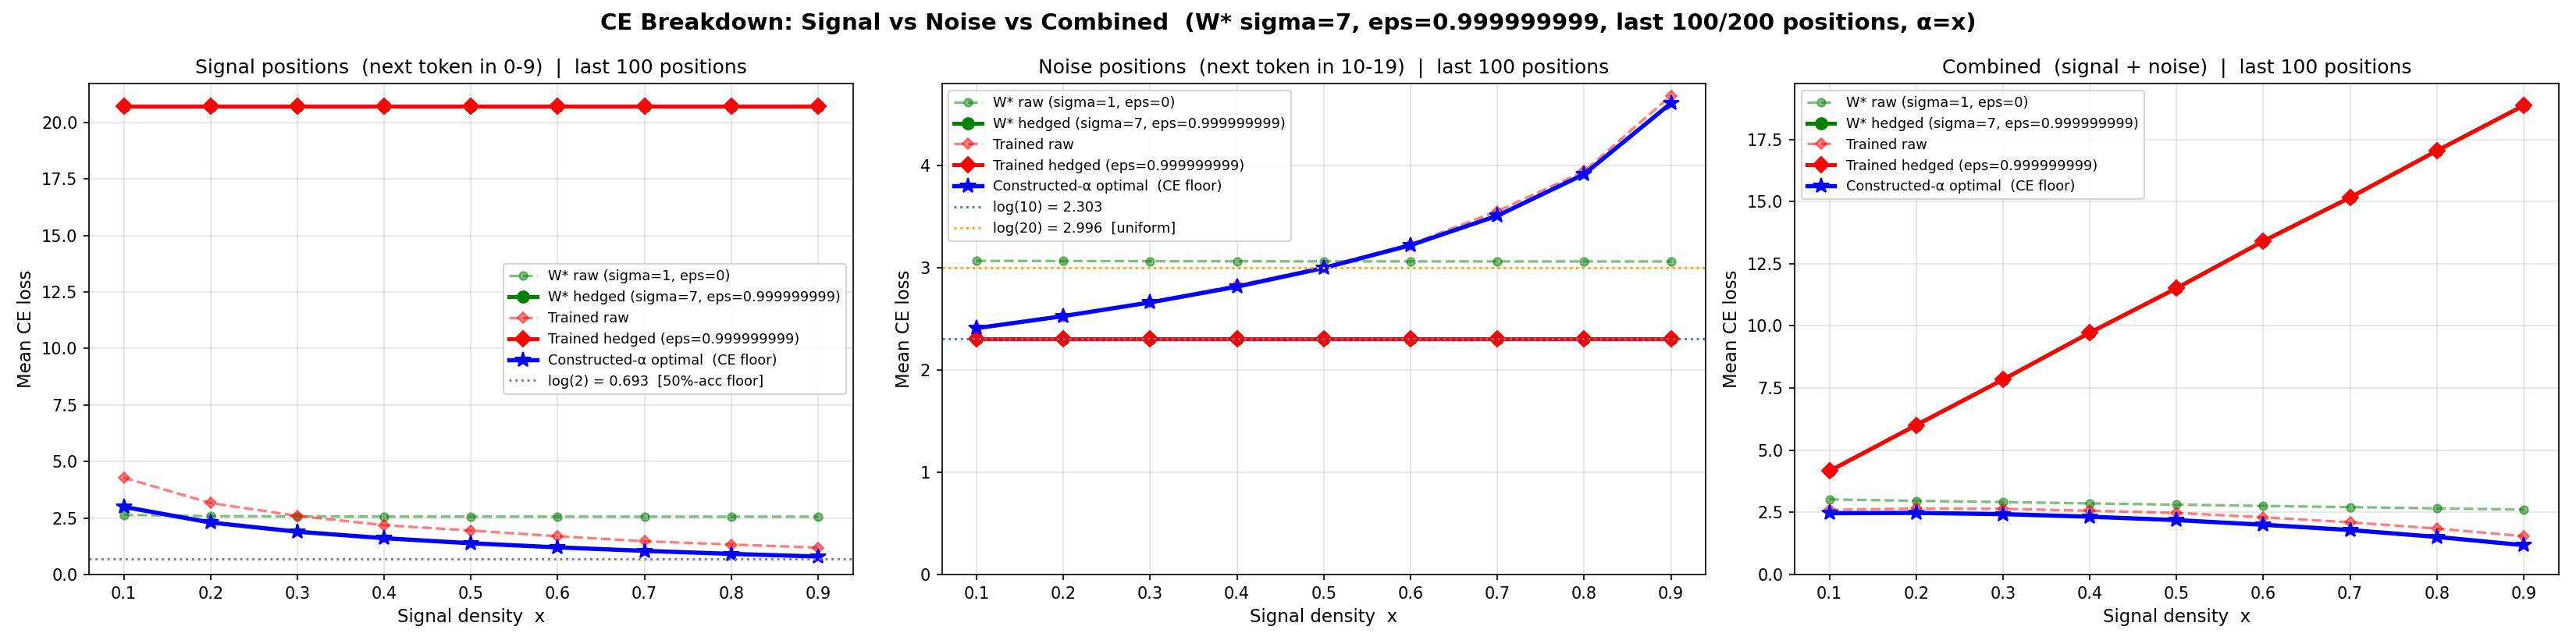 CE Breakdown: Signal vs Noise vs Combined (W* sigma=7, eps=0.999999999, last 100/200 positions, α=x)
Signal positions (next token in 0-9) | last 100 positions
Mean CE loss
20.0
17.5
15.0
12.5
10.0
7.5
5.0
2.5
0.0
W* raw (sigma=1, eps=0)
W* hedged (sigma=7, eps=0.999999999)
Trained raw
Trained hedged (eps=0.999999999)
Constructed-α optimal (CE floor)
log(2) = 0.693 [50%-acc floor]
0.1 0.2 0.3 0.4 0.5 0.6 0.7 0.8 0.9
Signal density x
Noise positions (next token in 10-19) | last 100 positions
Mean CE loss
4
3
2
1
0
W* raw (sigma=1, eps=0)
W* hedged (sigma=7, eps=0.999999999)
Trained raw
Trained hedged (eps=0.999999999)
Constructed-α optimal (CE floor)
log(10) = 2.303
log(20) = 2.996 [uniform]
0.1 0.2 0.3 0.4 0.5 0.6 0.7 0.8 0.9
Signal density x
Combined (signal + noise) | last 100 positions
Mean CE loss
17.5
15.0
12.5
10.0
7.5
5.0
2.5
0.0
W* raw (sigma=1, eps=0)
W* hedged (sigma=7, eps=0.999999999)
Trained raw
Trained hedged (eps=0.999999999)
Constructed-α optimal (CE floor)
0.1 0.2 0.3 0.4 0.5 0.6 0.7 0.8 0.9
Signal density x